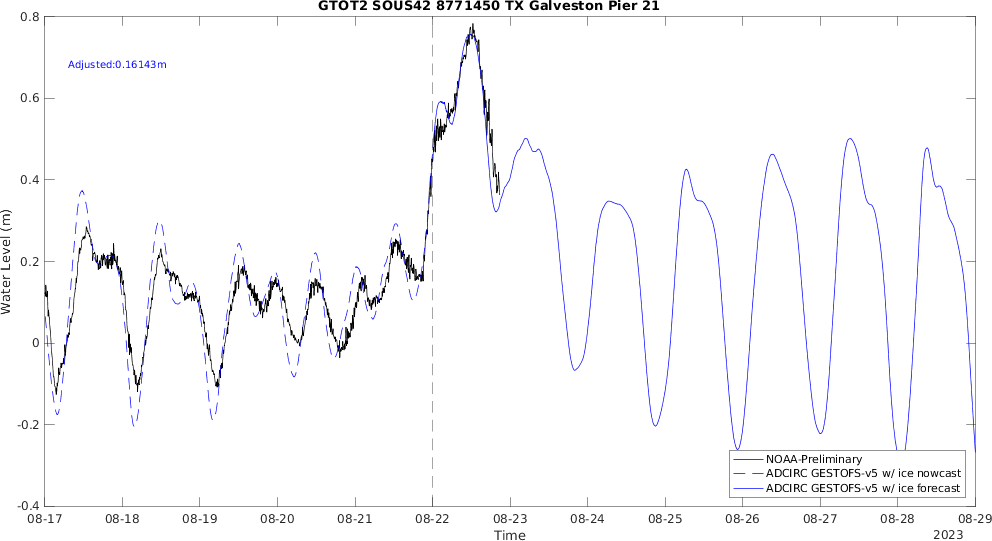 GTOT2 SOUS42 8771450 TX Galveston Pier 21
Adjusted:0.16143m
0.8
0.6
0.4
0.2
0
-0.2
-0.4
Water Level (m)
08-17 08-18 08-19 08-20 08-21 08-22 08-23 08-24 08-25 08-26 08-27 08-28 08-29
Time
2023
NOAA-Preliminary
ADCIRC GESTOFS-v5 w/ ice nowcast
ADCIRC GESTOFS-v5 w/ ice forecast